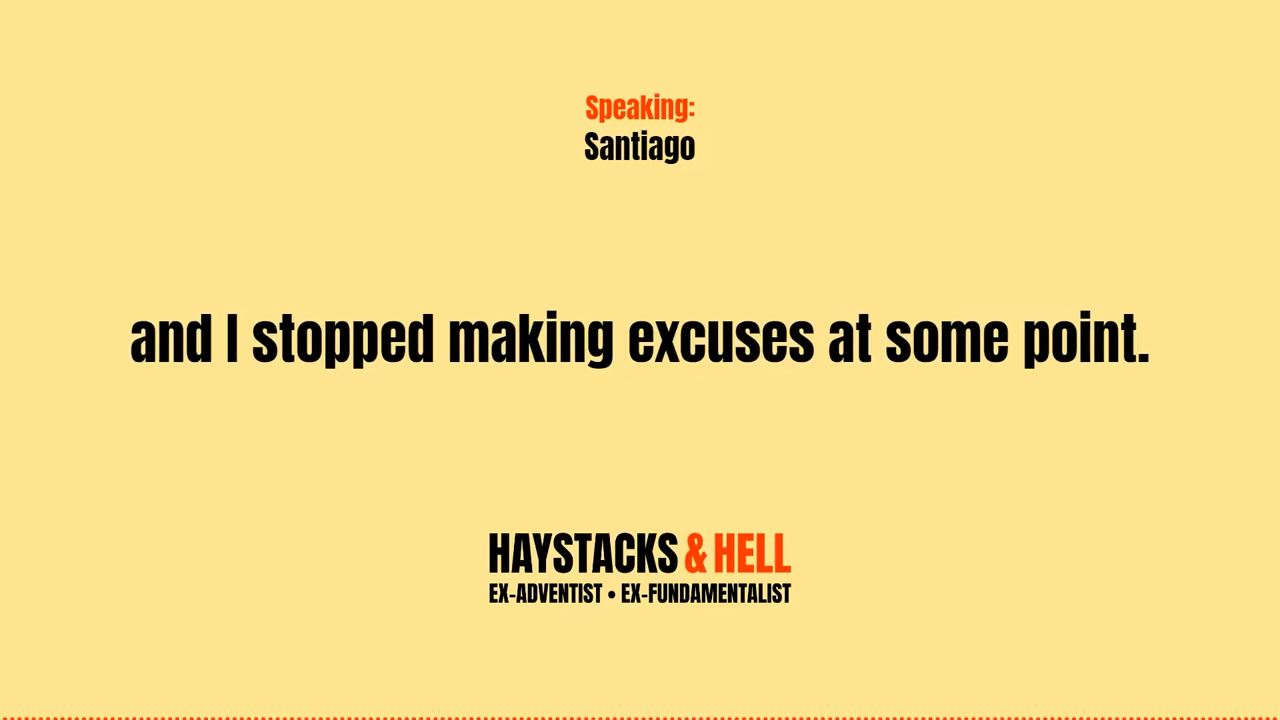 Speaking:
Santiago
and I stopped making excuses at some point.
HAYSTACKS & HELL
EX-ADVENTIST • EX-FUNDAMENTALIST